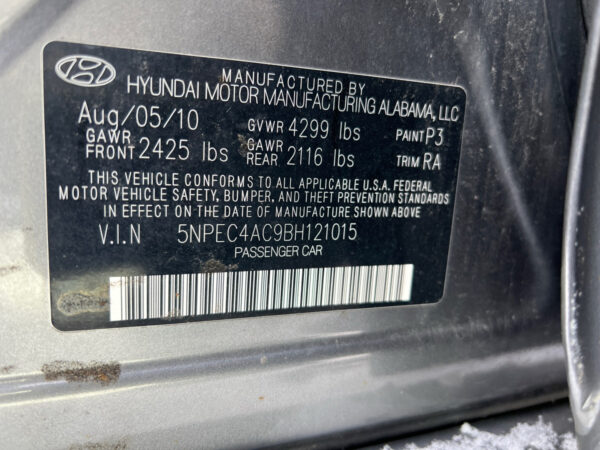 MANUFACTURED BY
HYUNDAI MOTOR MANUFACTURING ALABAMA, LLC
Aug/05/10 GVWR 4299 lbs PAINT P3
GAWR FRONT 2425 lbs GAWR REAR 2116 lbs TRIM RA
THIS VEHICLE CONFORMS TO ALL APPLICABLE U.S.A. FEDERAL
MOTOR VEHICLE SAFETY, BUMPER, AND THEFT PREVENTION STANDARDS
IN EFFECT ON THE DATE OF MANUFACTURE SHOWN ABOVE
V.I.N 5NPEC4AC9BH121015
PASSENGER CAR